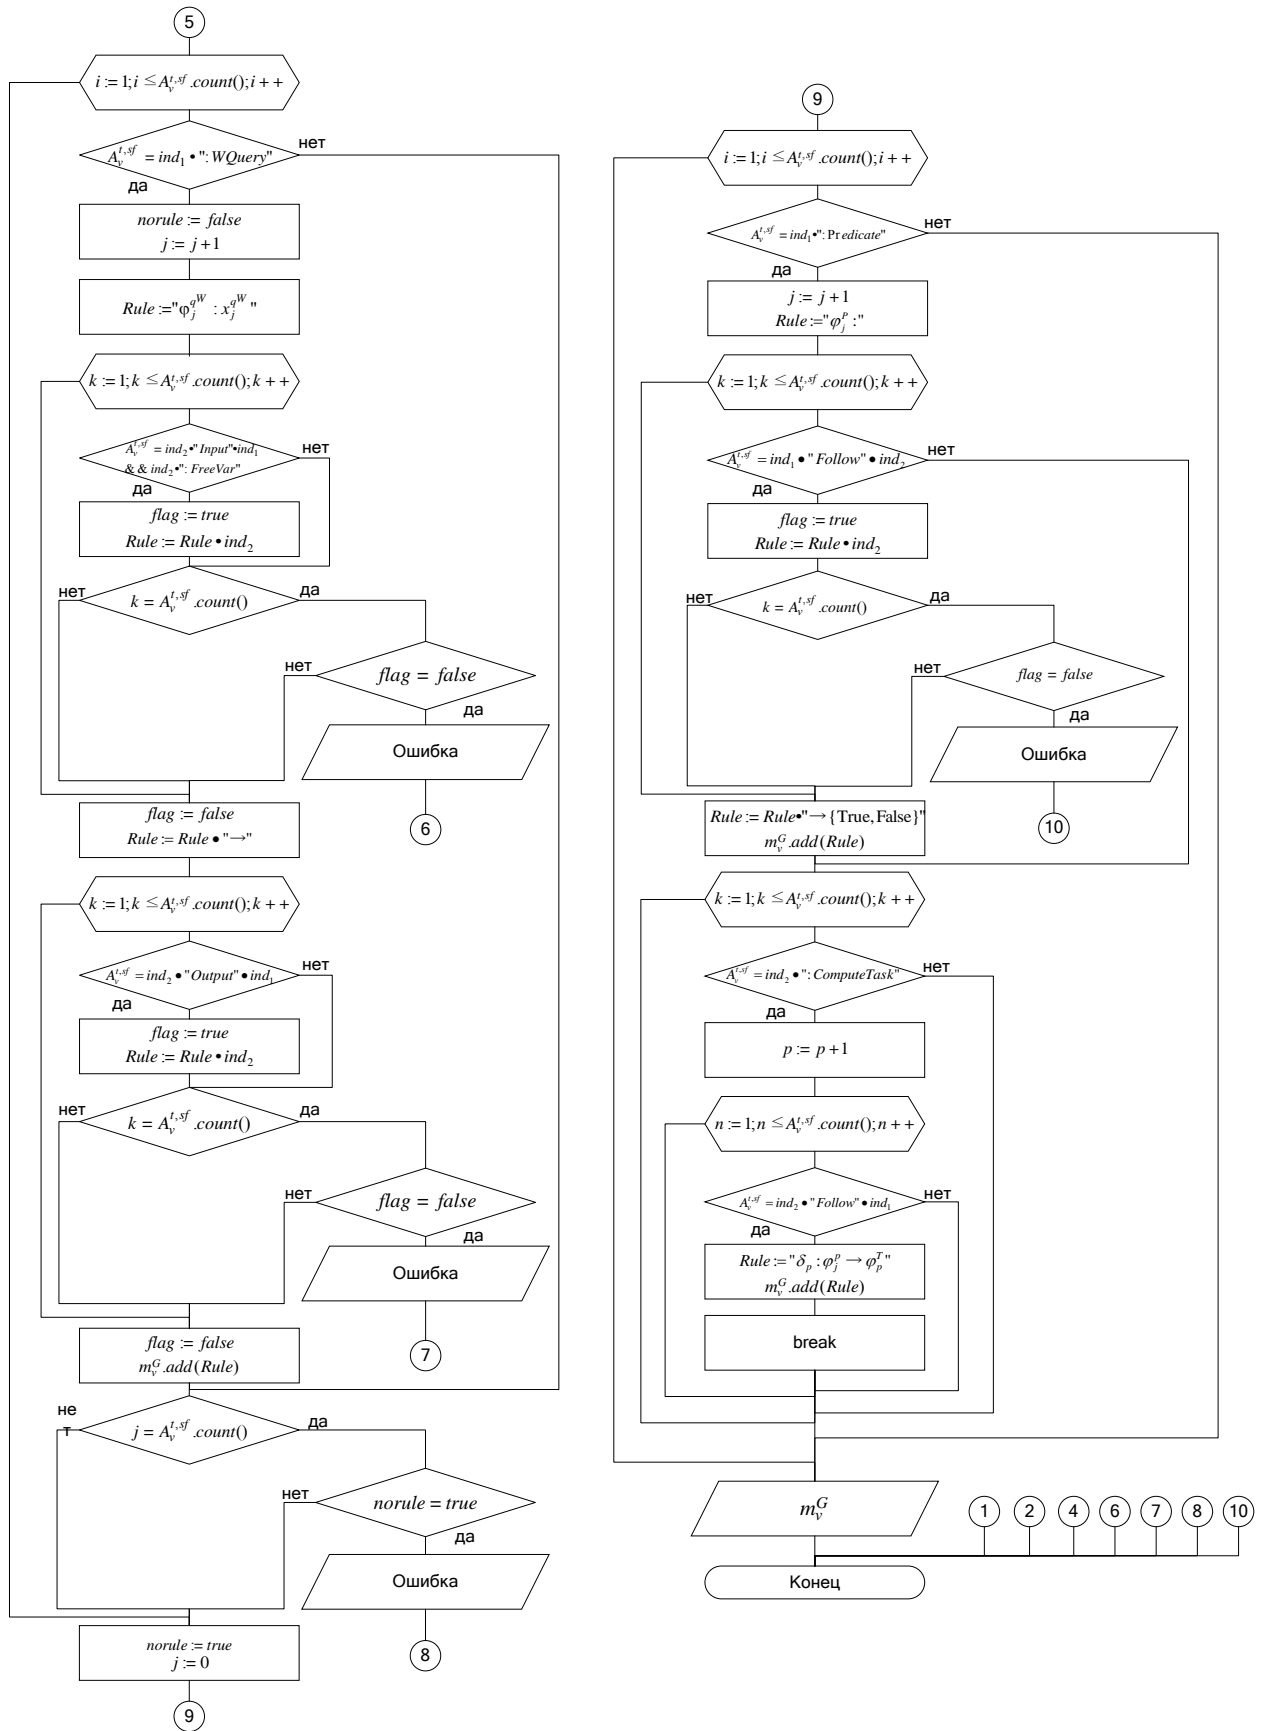 5
i := 1; i ≤ A_v^{t,sf}.count(); i + +
A_v^{t,sf} = ind_1 • ": WQuery"
нет
да
norule := false
j := j + 1
Rule := "φ_j^{qW} : x_j^{qW} "
k := 1; k ≤ A_v^{t,sf}.count(); k + +
A_v^{t,sf} = ind_2 • " Input" • ind_1
& & ind_2 • ": FreeVar"
нет
да
flag := true
Rule := Rule • ind_2
нет
k = A_v^{t,sf}.count()
да
нет
flag = false
да
Ошибка
6
flag := false
Rule := Rule • "→"
k := 1; k ≤ A_v^{t,sf}.count(); k + +
A_v^{t,sf} = ind_2 • "Output" • ind_1
нет
да
flag := true
Rule := Rule • ind_2
нет
k = A_v^{t,sf}.count()
да
нет
flag = false
да
Ошибка
7
flag := false
m_v^G.add(Rule)
не
т
j = A_v^{t,sf}.count()
да
нет
norule = true
да
Ошибка
8
norule := true
j := 0
9
9
i := 1; i ≤ A_v^{t,sf}.count(); i + +
A_v^{t,sf} = ind_1 • ": Predicate"
нет
да
j := j + 1
Rule := "φ_j^P :"
k := 1; k ≤ A_v^{t,sf}.count(); k + +
A_v^{t,sf} = ind_1 • "Follow" • ind_2
нет
да
flag := true
Rule := Rule • ind_2
нет
k = A_v^{t,sf}.count()
да
нет
flag = false
да
Ошибка
10
Rule := Rule • "→ {True, False}"
m_v^G.add(Rule)
k := 1; k ≤ A_v^{t,sf}.count(); k + +
A_v^{t,sf} = ind_2 • ": ComputeTask"
нет
да
p := p + 1
n := 1; n ≤ A_v^{t,sf}.count(); n + +
A_v^{t,sf} = ind_2 • "Follow" • ind_1
нет
да
Rule := "δ_p : φ_j^p → φ_p^T "
m_v^G.add(Rule)
break
m_v^G
1 2 4 6 7 8 10
Конец